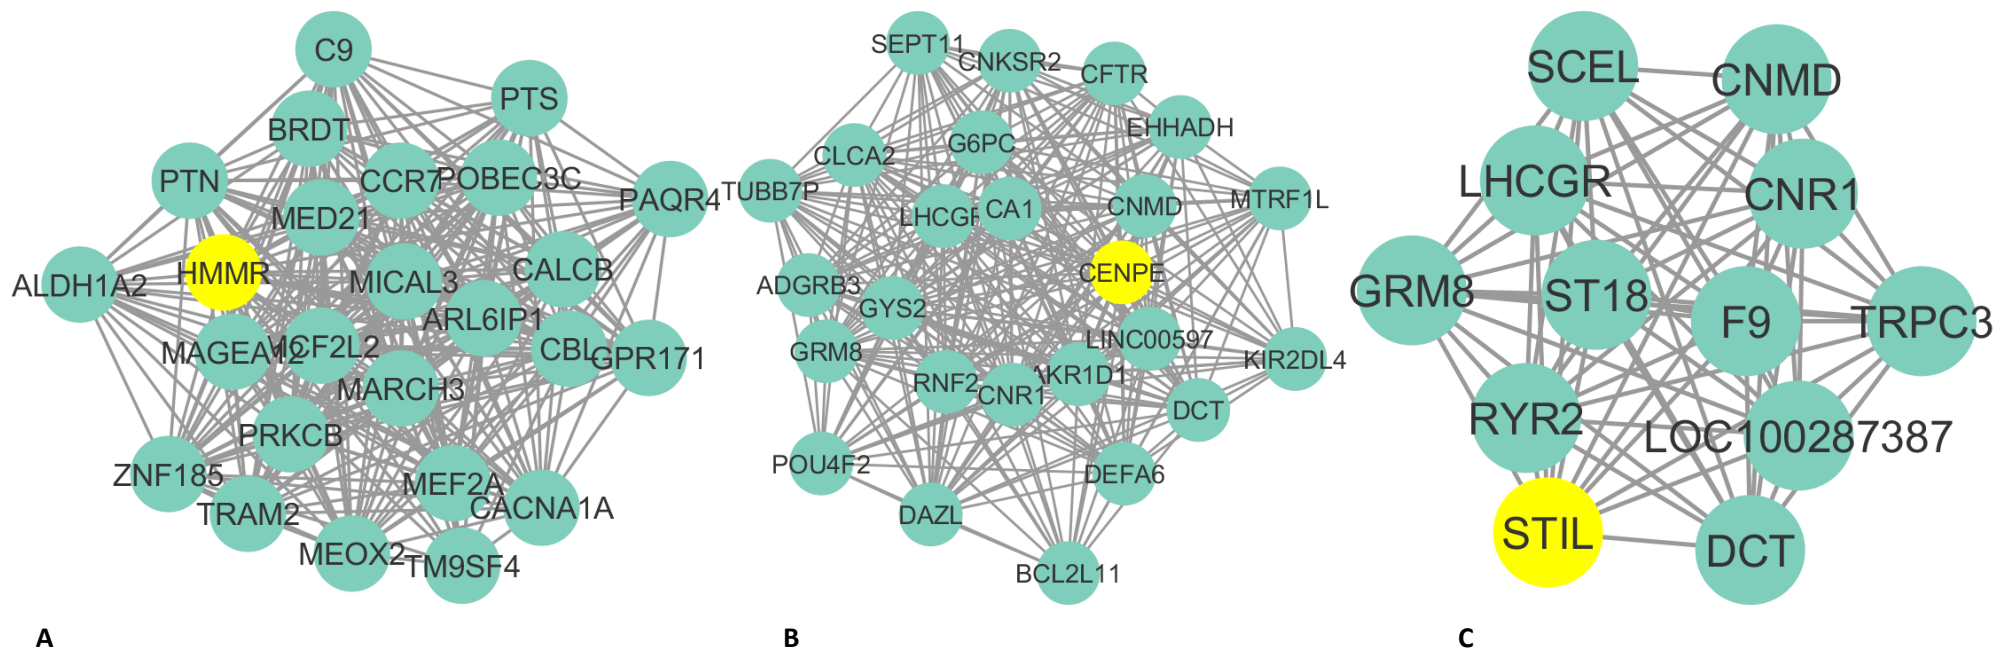 C9
PTS
BRDT
PTN
CCR7
POBEC3C
PAQR4
MED21
HMMR
ALDH1A2
MICAL3
CALCB
ARL6IP1
MAGEA12
MCF2L2
CBL
GPR171
MARCH3
PRKCB
ZNF185
MEF2A
TRAM2
CACNA1A
MEOX2
TM9SF4
A
SEPT11
CNKSR2
CFTR
EHHADH
G6PC
CLCA2
TUBB7P
MTRF1L
LHCGR
CA1
CNMD
CENPE
ADGRB3
GYS2
LINC00597
GRM8
KIR2DL4
RNF2
AKR1D1
CNR1
DCT
POU4F2
DEFA6
DAZL
BCL2L11
B
SCEL
CNMD
LHCGR
CNR1
GRM8
ST18
F9
TRPC3
RYR2
LOC100287387
STIL
DCT
C